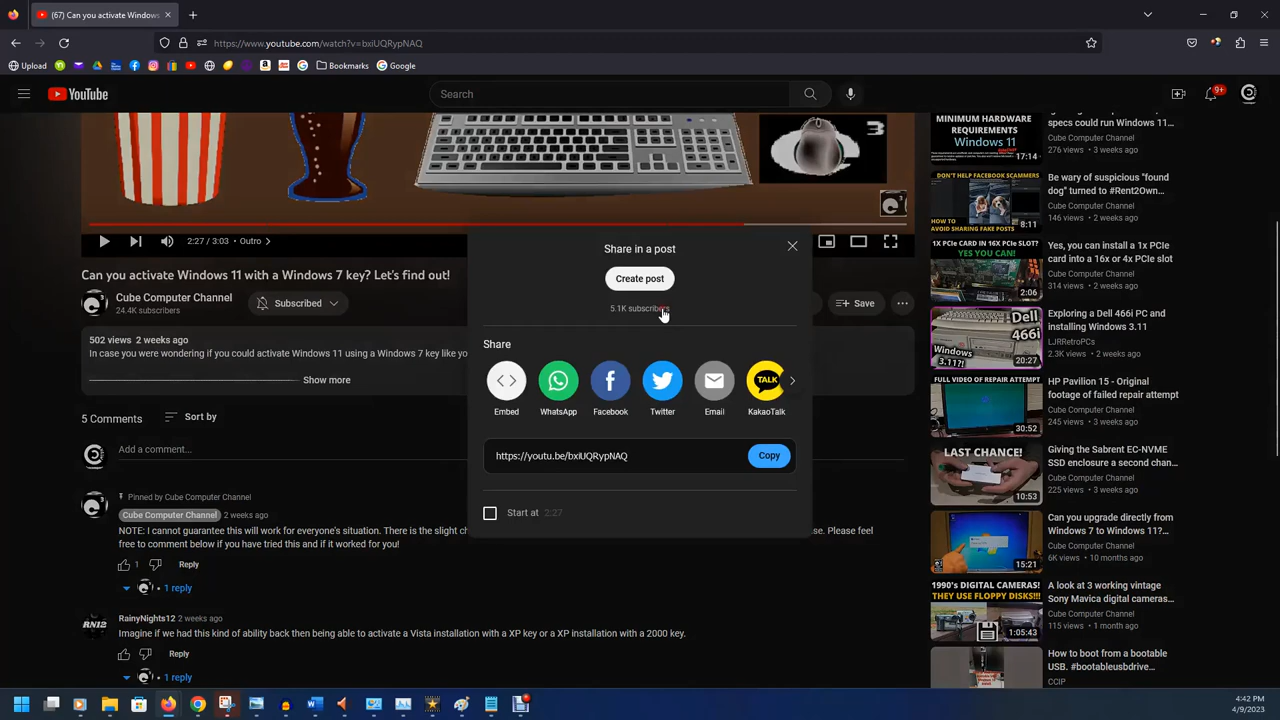 (67) Can you activate Windows
https://www.youtube.com/watch?v=bxiUQRypNAQ
Upload
Bookmarks
Google
YouTube
Search
9+
3
2:27 / 3:03 • Outro
Can you activate Windows 11 with a Windows 7 key? Let's find out!
Cube Computer Channel
24.4K subscribers
Subscribed
Save
502 views 2 weeks ago
In case you were wondering if you could activate Windows 11 using a Windows 7 key like yo
Show more
5 Comments
Sort by
Add a comment...
Pinned by Cube Computer Channel
Cube Computer Channel 2 weeks ago
NOTE: I cannot guarantee this will work for everyone's situation. There is the slight ch
se. Please feel
free to comment below if you have tried this and if it worked for you!
1
Reply
1 reply
RN12
RainyNights12 2 weeks ago
Imagine if we had this kind of ability back then being able to activate a Vista installation with a XP key or a XP installation with a 2000 key.
Reply
1 reply
Share in a post
Create post
5.1K subscribers
Share
Embed
WhatsApp
Facebook
Twitter
Email
TALK
KakaoTalk
https://youtu.be/bxiUQRypNAQ
Copy
Start at 2:27
MINIMUM HARDWARE
REQUIREMENTS
Windows 11
17:14
specs could run Windows 11...
Cube Computer Channel
276 views • 3 weeks ago
DON'T HELP FACEBOOK SCAMMERS
HOW TO
AVOID SHARING FAKE POSTS
8:11
Be wary of suspicious "found
dog" turned to #Rent2Own...
Cube Computer Channel
146 views • 2 weeks ago
1X PCIe CARD IN 16X PCIe SLOT?
YES YOU CAN!
2:06
Yes, you can install a 1x PCIe
card into a 16x or 4x PCIe slot
Cube Computer Channel
314 views • 2 weeks ago
Dell
466i
Windows
3.11?!
20:27
Exploring a Dell 466i PC and
installing Windows 3.11
LJRRetroPCs
2.3K views • 2 weeks ago
FULL VIDEO OF REPAIR ATTEMPT
30:52
HP Pavilion 15 - Original
footage of failed repair attempt
Cube Computer Channel
245 views • 3 weeks ago
LAST CHANCE!
10:53
Giving the Sabrent EC-NVME
SSD enclosure a second chan...
Cube Computer Channel
225 views • 3 weeks ago
15:21
Can you upgrade directly from
Windows 7 to Windows 11?...
Cube Computer Channel
6K views • 10 months ago
1990's DIGITAL CAMERAS!
THEY USE FLOPPY DISKS!!!
1:05:43
A look at 3 working vintage
Sony Mavica digital cameras...
Cube Computer Channel
115 views • 1 month ago
How to boot from a bootable
USB. #bootableusbdrive...
CCIP
4:42 PM
4/9/2023